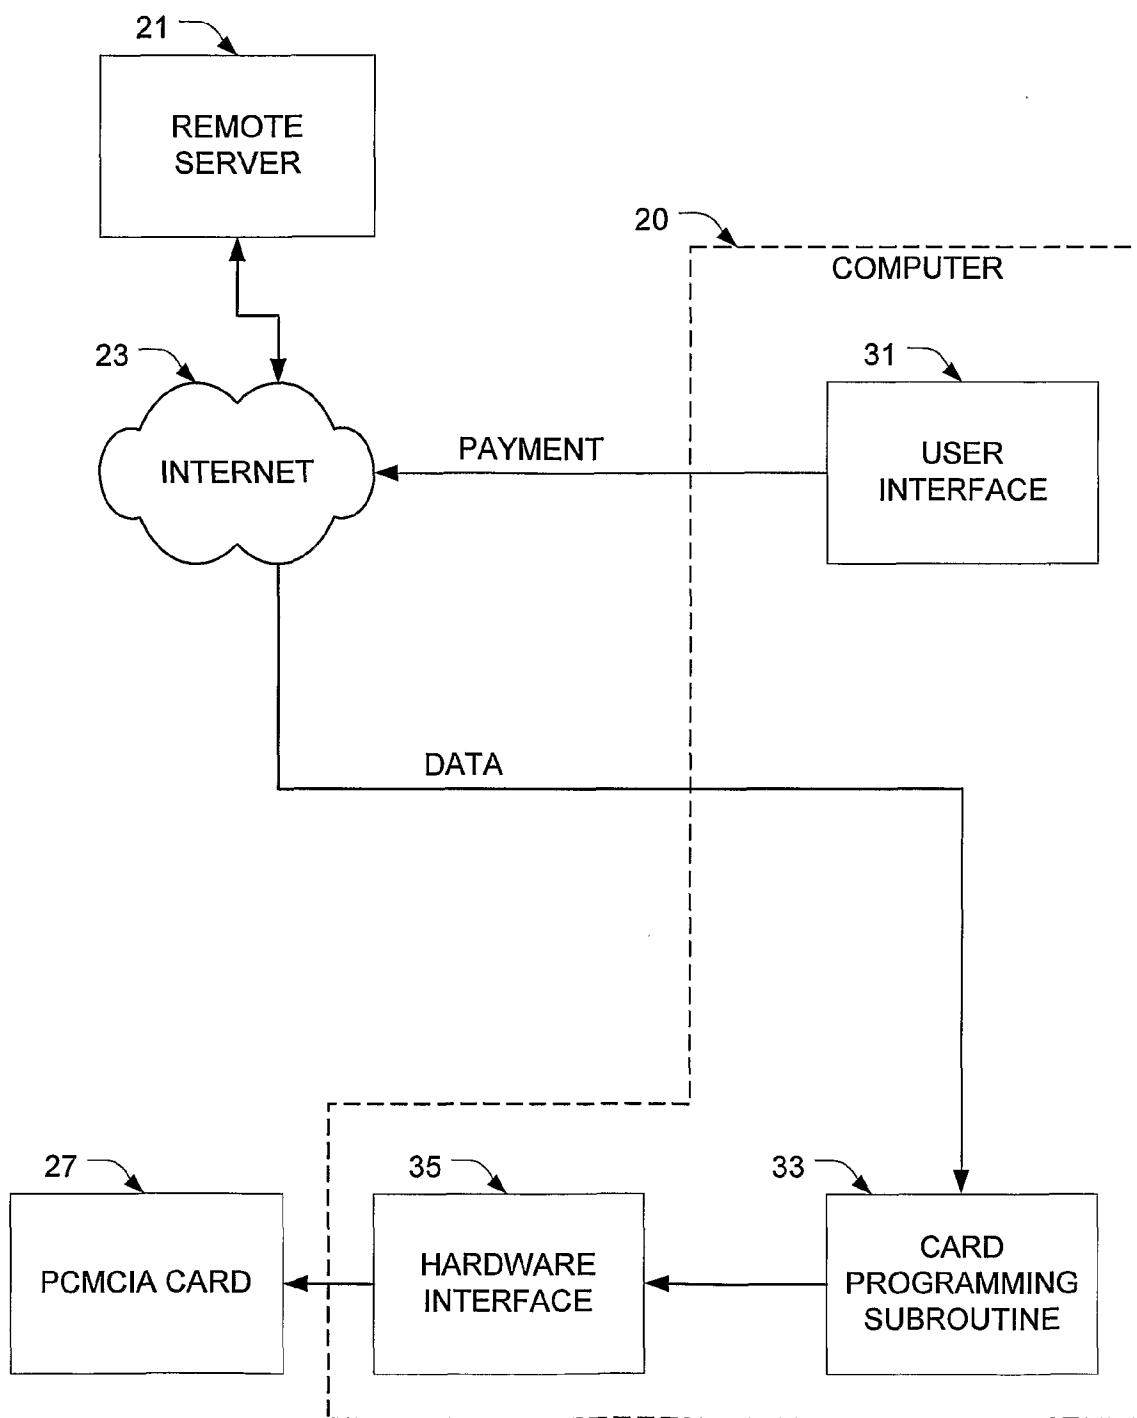 21
REMOTE
SERVER
20
COMPUTER
23
31
INTERNET
PAYMENT
USER
INTERFACE
DATA
27
35
33
PCMCIA CARD
HARDWARE
INTERFACE
CARD
PROGRAMMING
SUBROUTINE